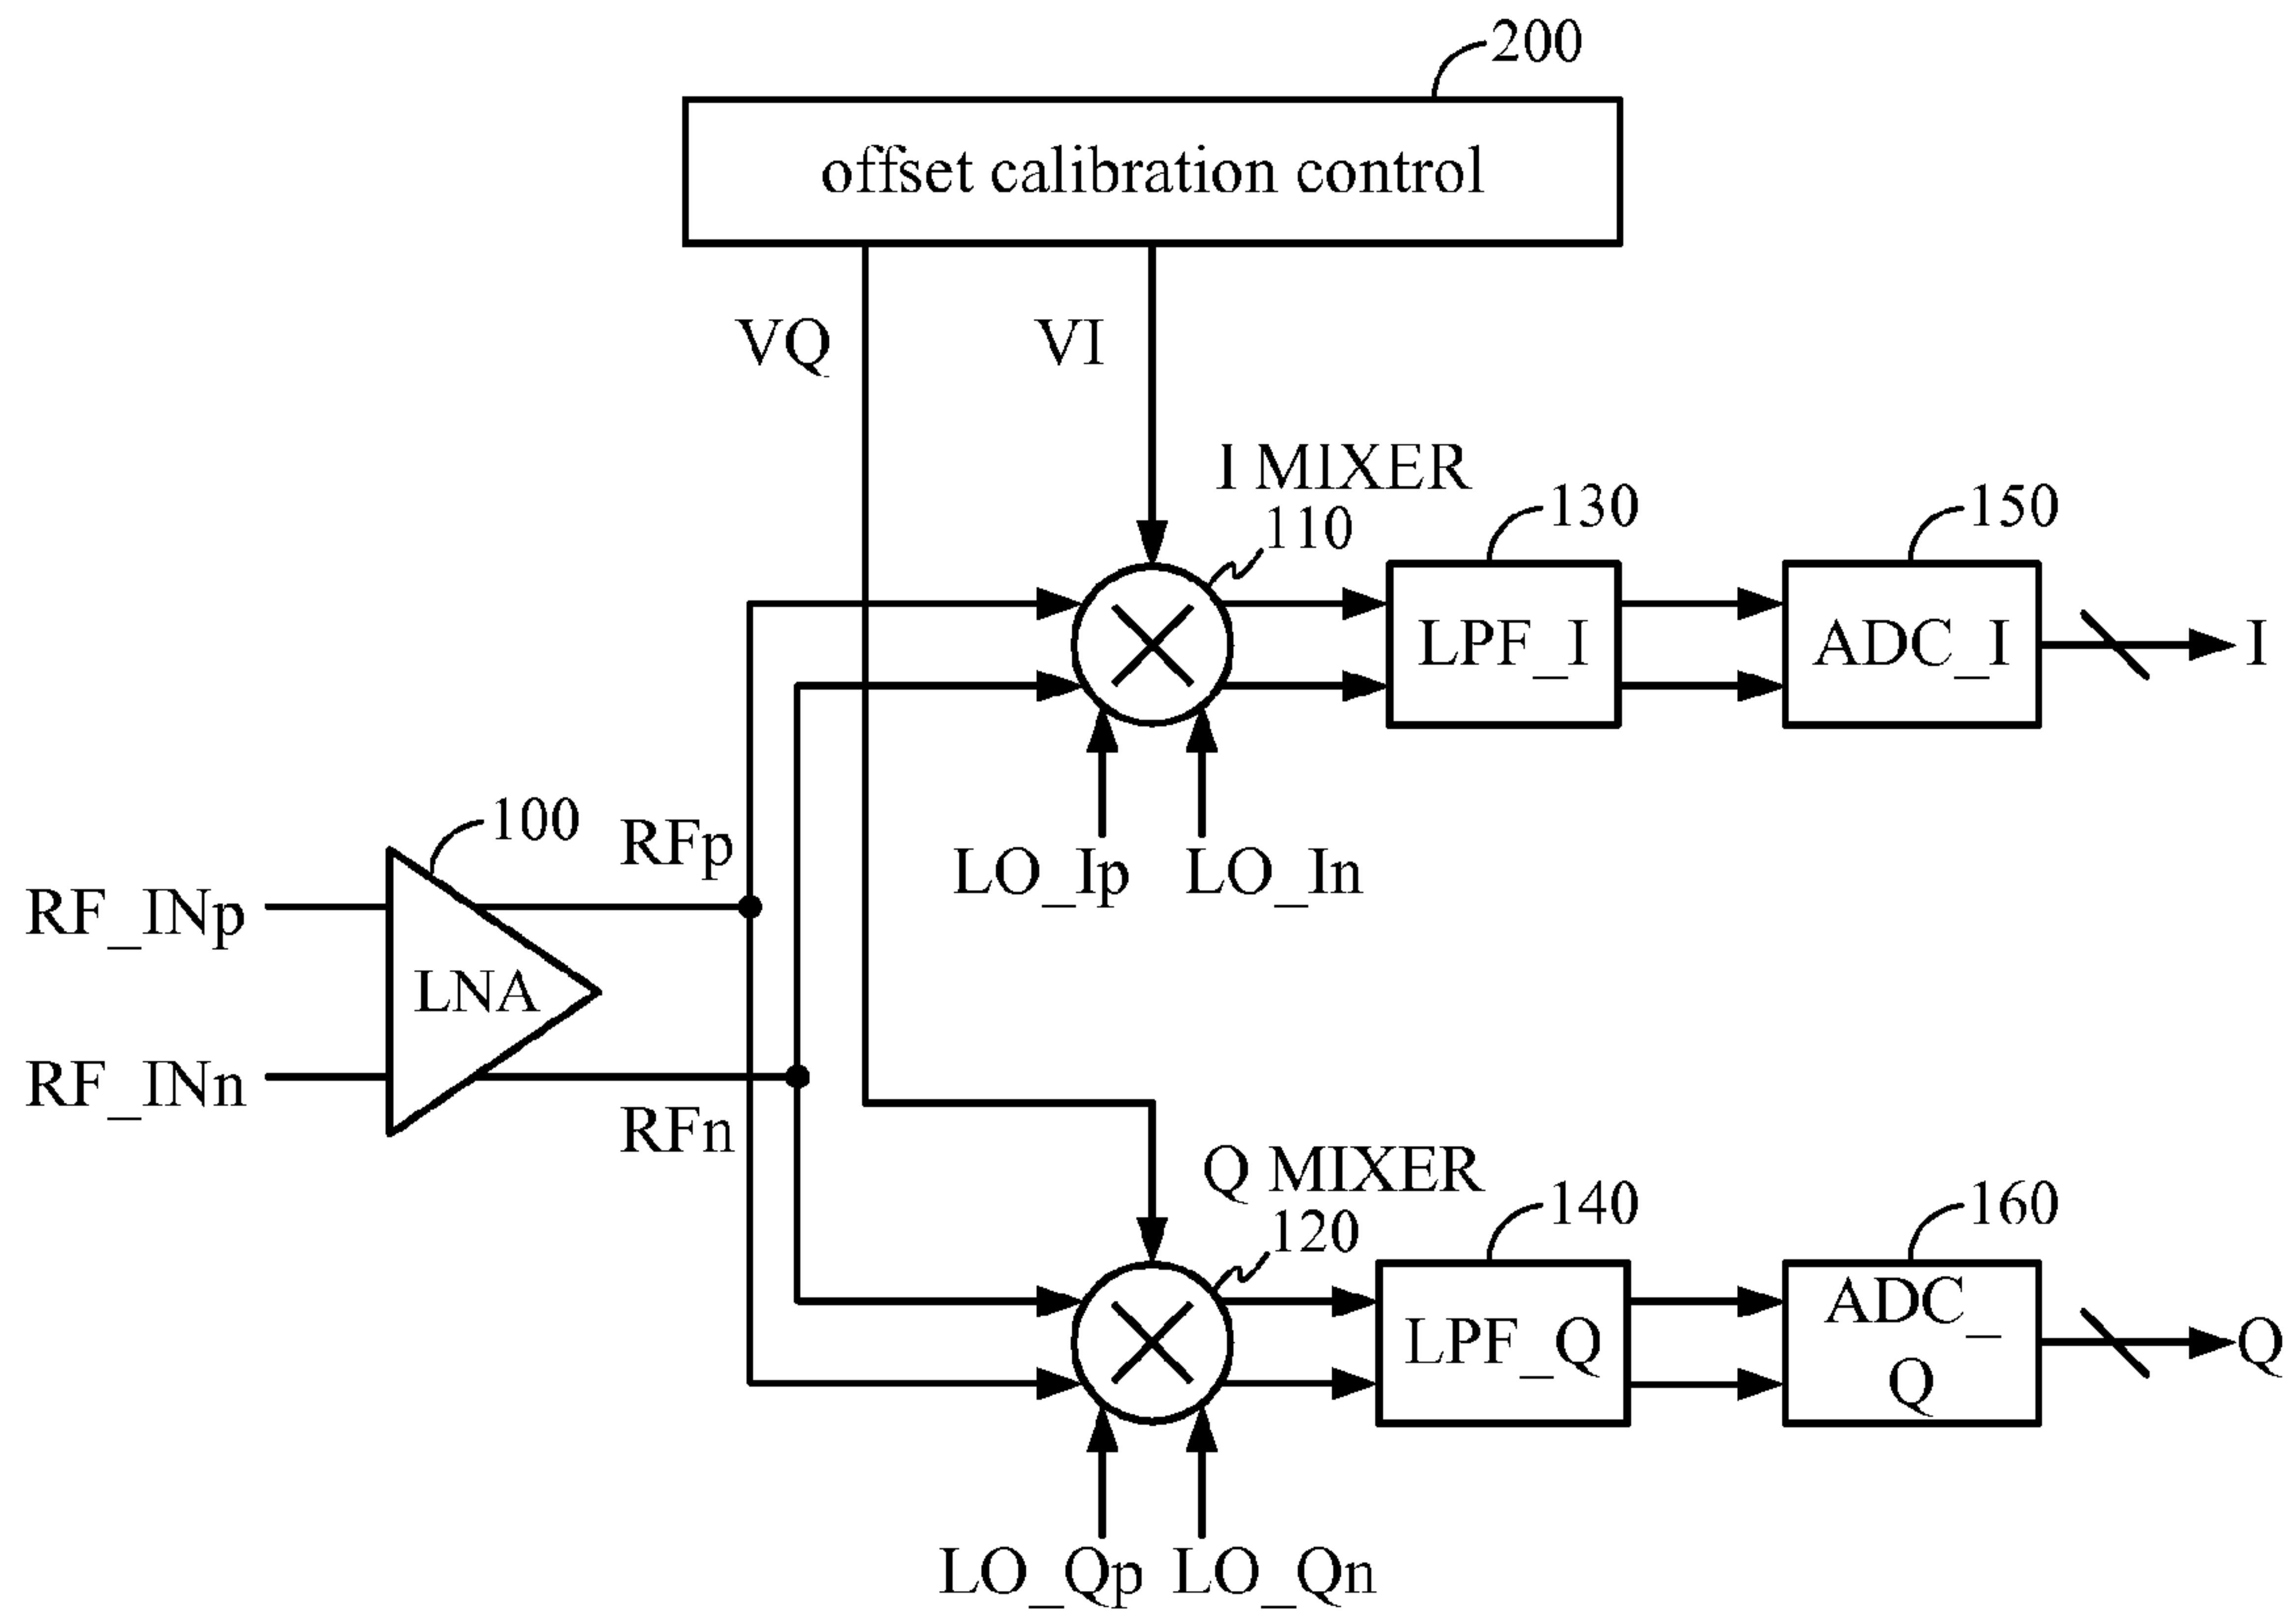 200
offset calibration control
VQ
VI
I MIXER
110
130
150
LPF_I
ADC_I
I
100
RFp
LO_Ip
LO_In
RF_INp
LNA
RF_INn
RFn
Q MIXER
120
140
160
LPF_Q
ADC_
Q
Q
LO_Qp
LO_Qn